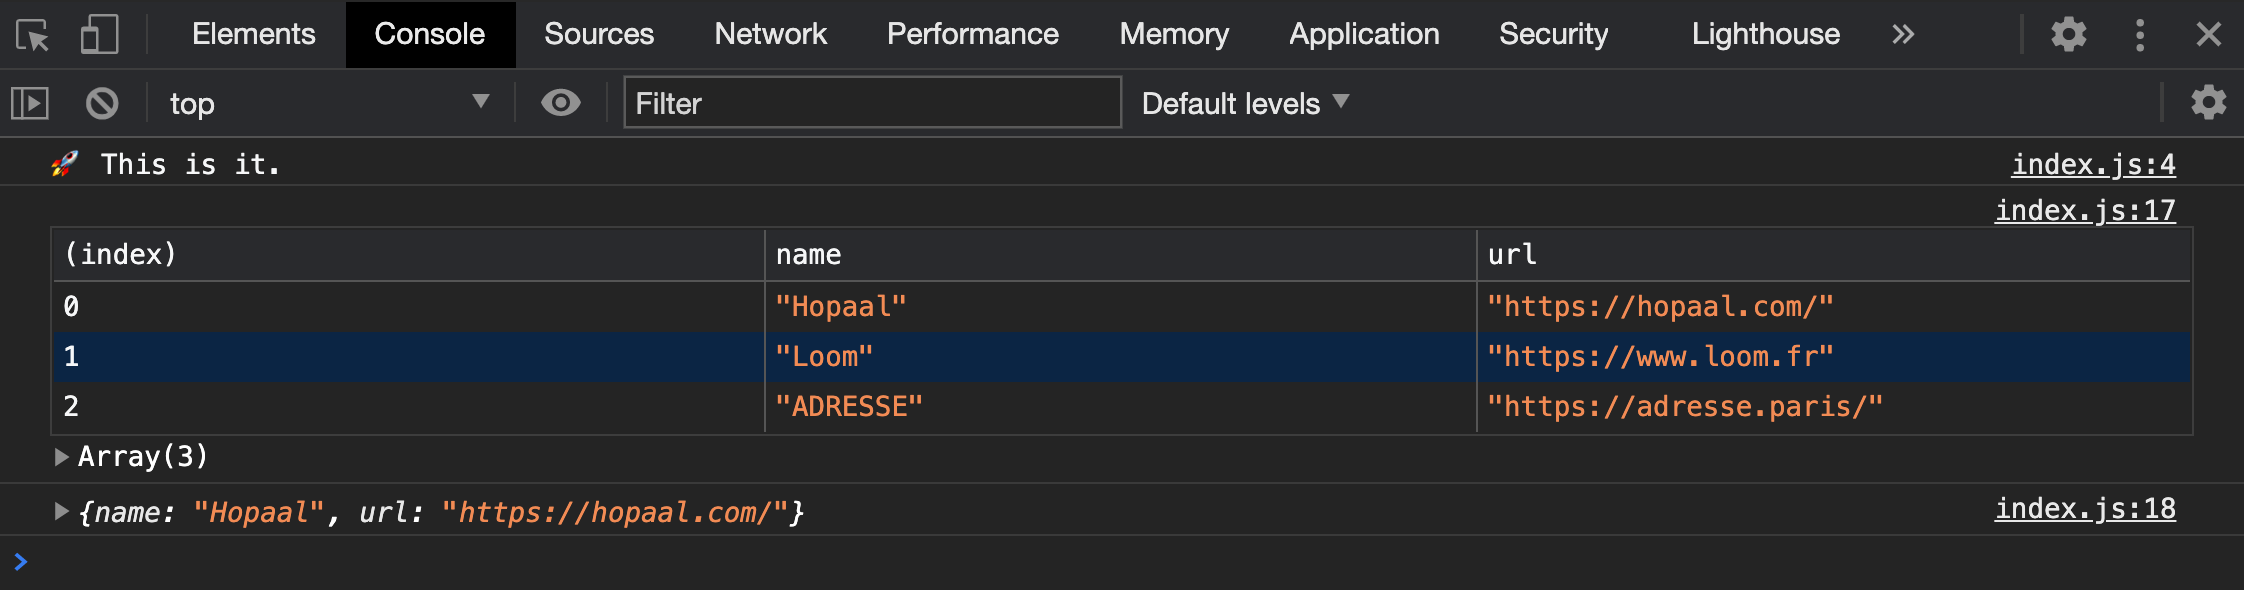 Elements Console Sources Network Performance Memory Application Security Lighthouse
top Filter Default levels
🚀 This is it. index.js:4
index.js:17
(index) name url
0 "Hopaal" "https://hopaal.com/"
1 "Loom" "https://www.loom.fr"
2 "ADRESSE" "https://adresse.paris/"
Array(3)
{name: "Hopaal", url: "https://hopaal.com/"} index.js:18